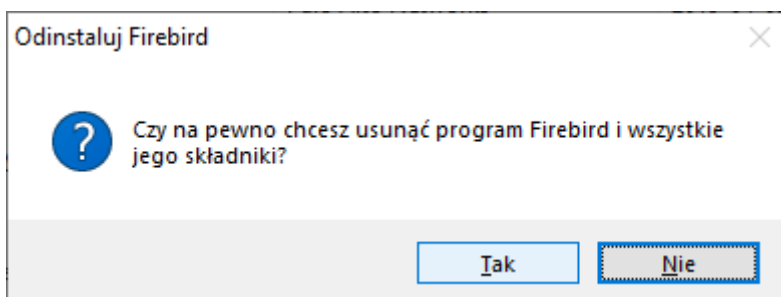 Odinstaluj Firebird
Czy na pewno chcesz usunąć program Firebird i wszystkie
jego składniki?
Tak
Nie